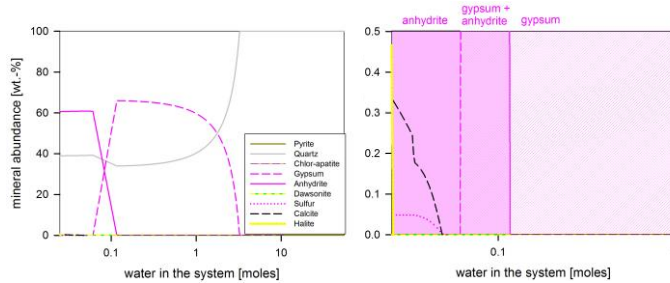 mineral abundance [wt.-%]
100
80
60
40
20
0
0.1
1
10
water in the system [moles]
Pyrite
Quartz
Chlor-apatite
Gypsum
Anhydrite
Dawsonite
Sulfur
Calcite
Halite
anhydrite
gypsum +
anhydrite
gypsum
0.5
0.4
0.3
0.2
0.1
0.0
0.1
water in the system [moles]